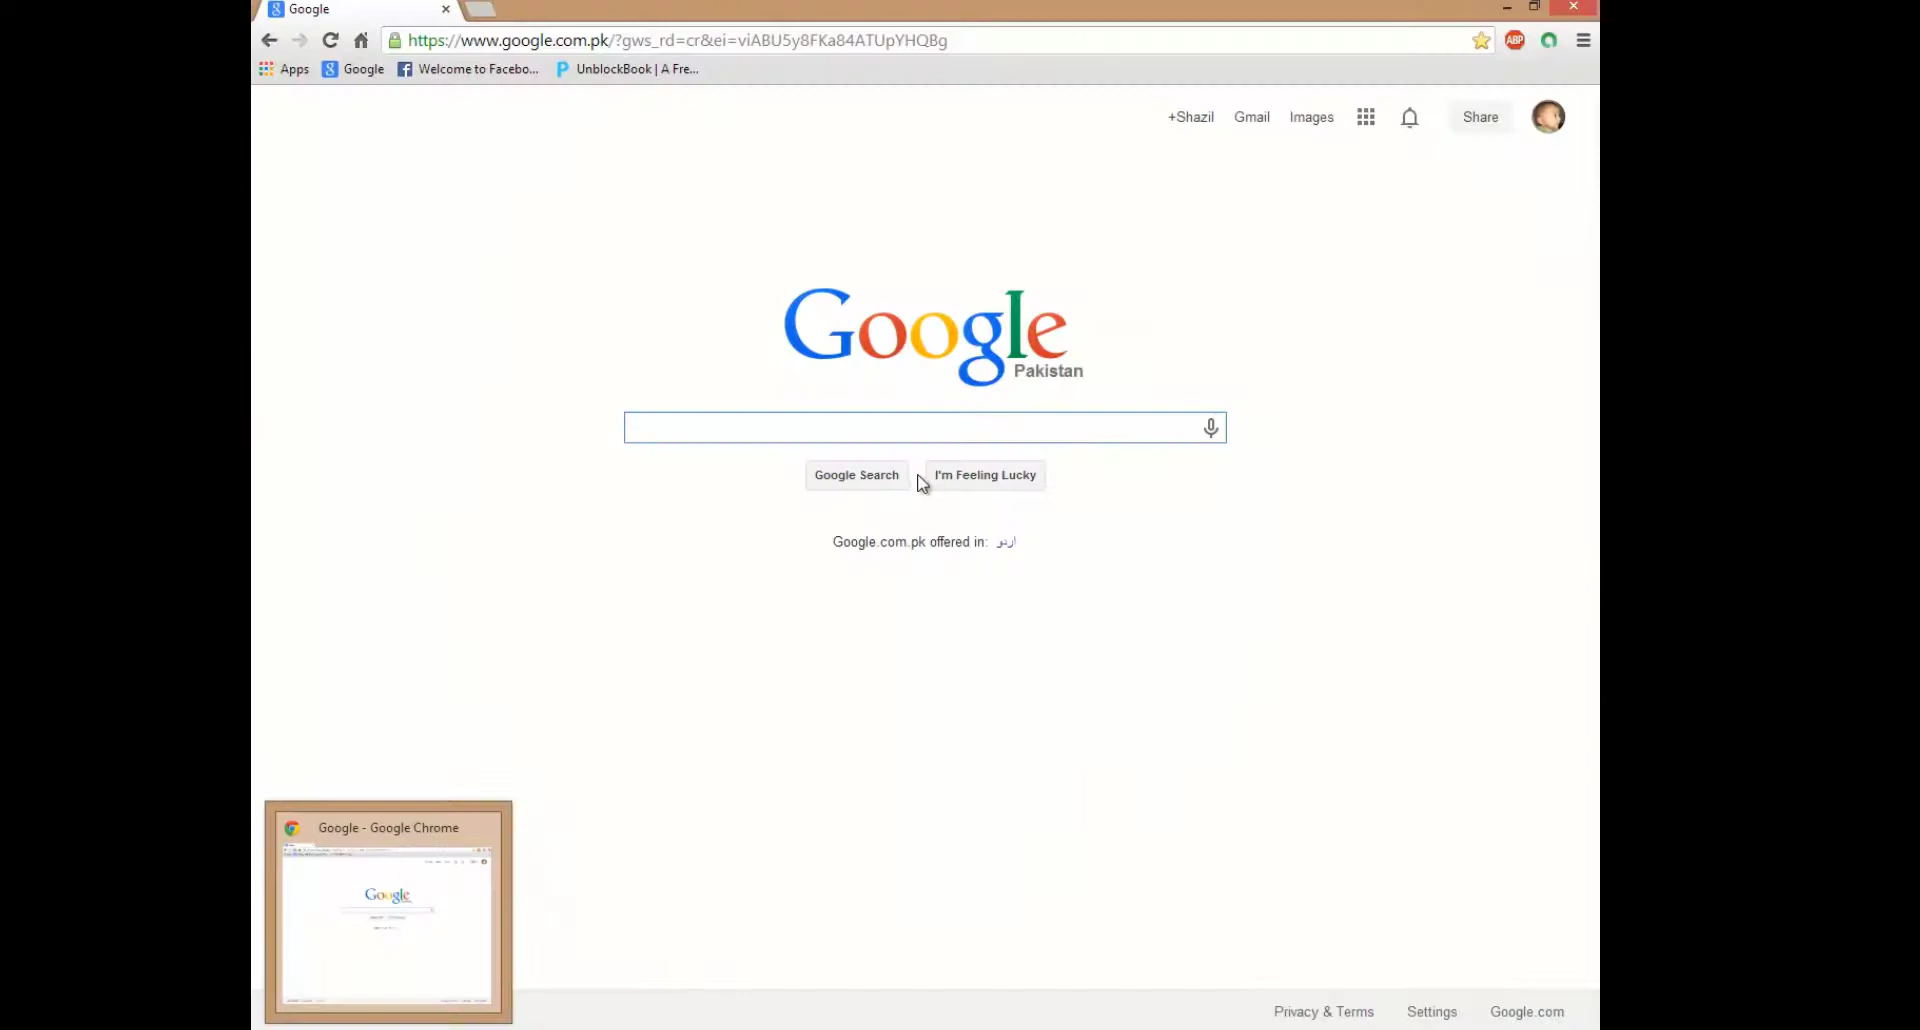 Google
https://www.google.com.pk/?gws_rd=cr&ei=viABU5y8FKa84ATUpYHQBg
ABP
Apps Google Welcome to Facebo... UnblockBook | A Fre...
+Shazil Gmail Images Share
Google
Pakistan
Google Search I'm Feeling Lucky
Google.com.pk offered in: اردو
Google - Google Chrome
Google
Privacy & Terms Settings Google.com